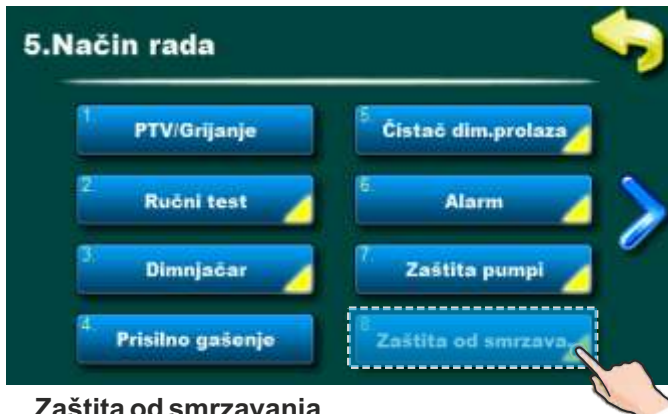 5.Način rada
1. PTV/Grijanje
2. Ručni test
3. Dimnjačar
4. Prisilno gašenje
5. Čistač dim.prolaza
6. Alarm
7. Zaštita pumpi
8. Zaštita od smrzava
Zaštita od smrzavanja